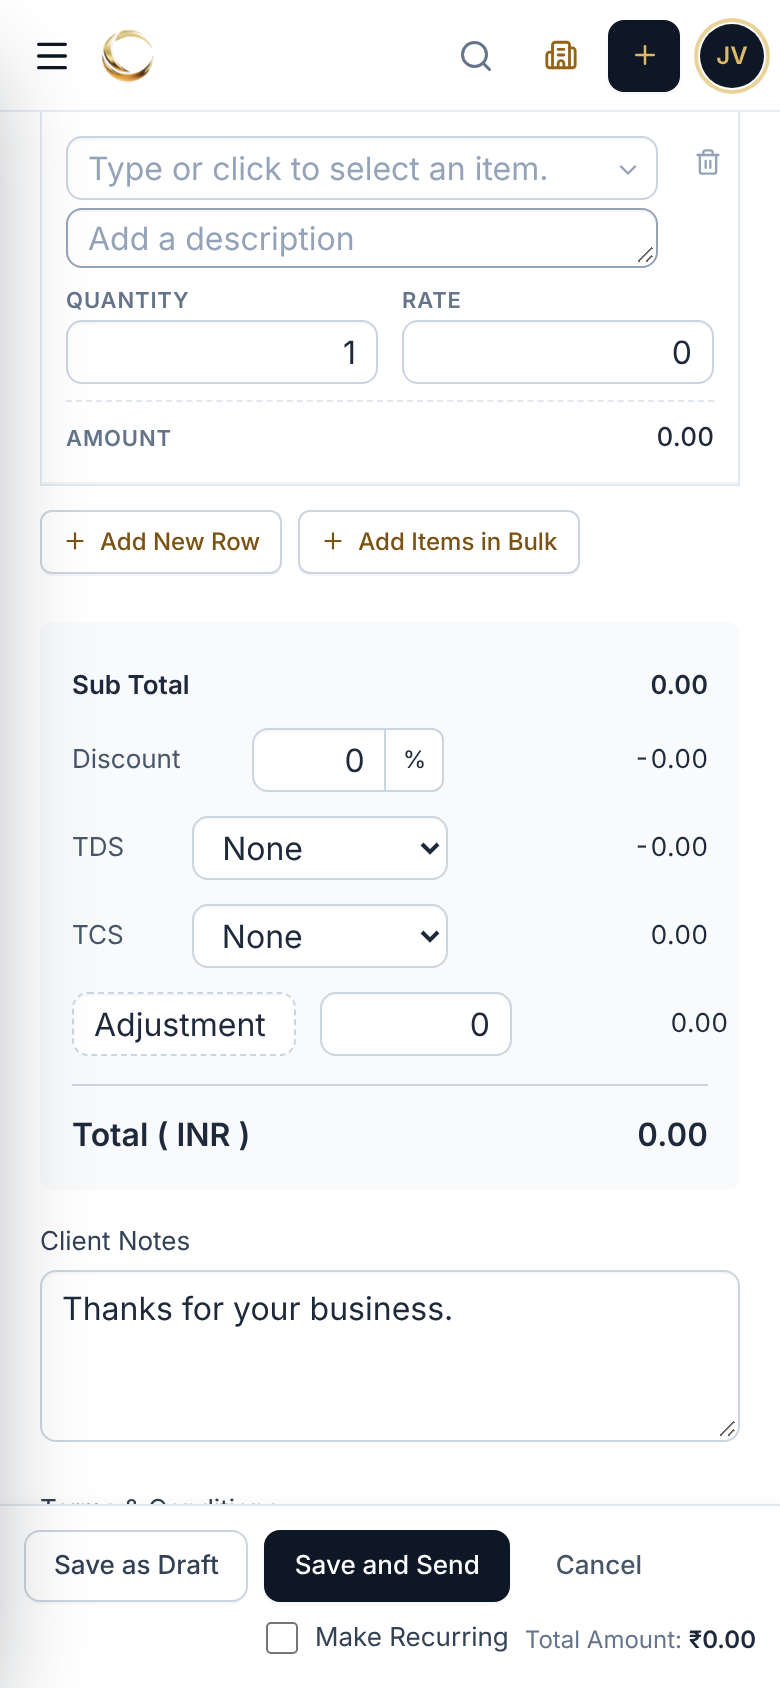 JV
Type or click to select an item.
Add a description
QUANTITY RATE
1 0
AMOUNT 0.00
+ Add New Row + Add Items in Bulk
Sub Total 0.00
Discount 0 % -0.00
TDS None -0.00
TCS None 0.00
Adjustment 0 0.00
Total ( INR ) 0.00
Client Notes
Thanks for your business.
Terms & Conditions
Save as Draft Save and Send Cancel
Make Recurring Total Amount: ₹0.00